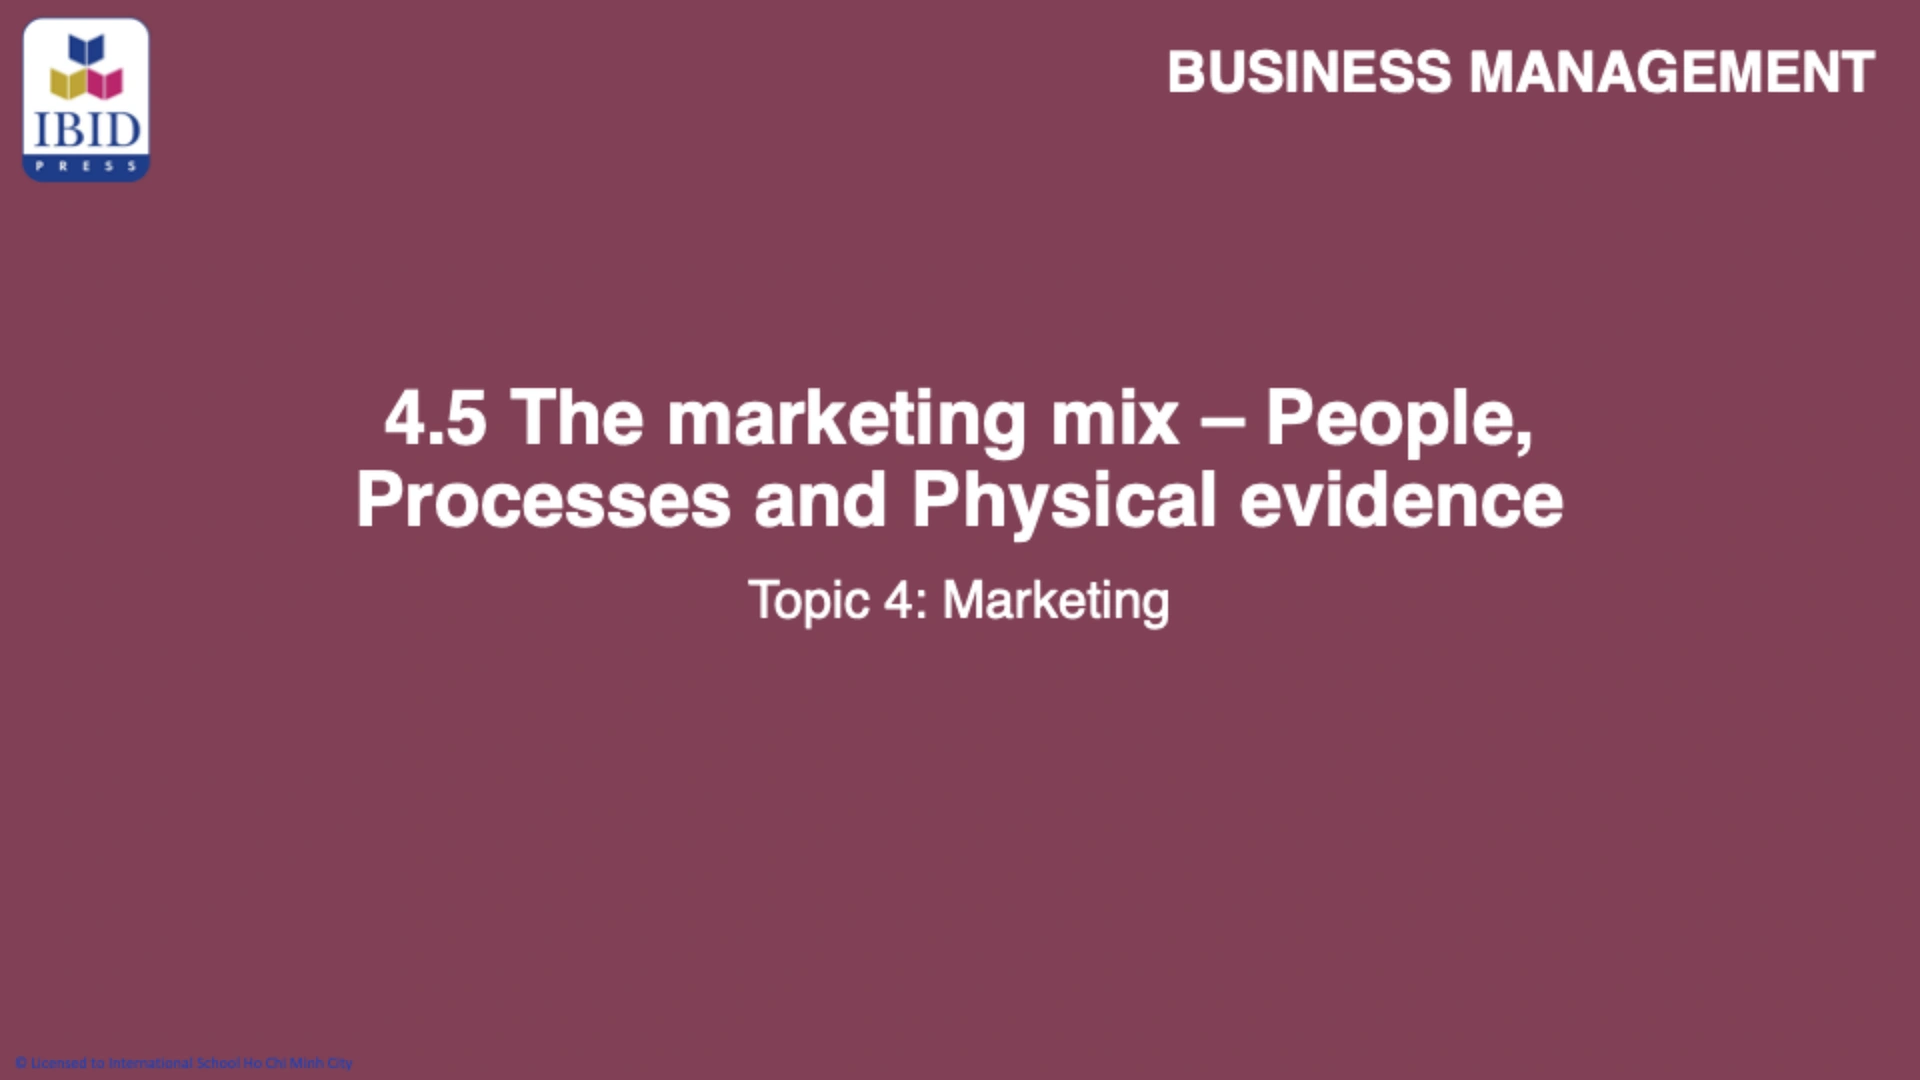 IBID
PRESS
BUSINESS MANAGEMENT
4.5 The marketing mix – People,
Processes and Physical evidence
Topic 4: Marketing
© Licensed to International School Ho Chi Minh City